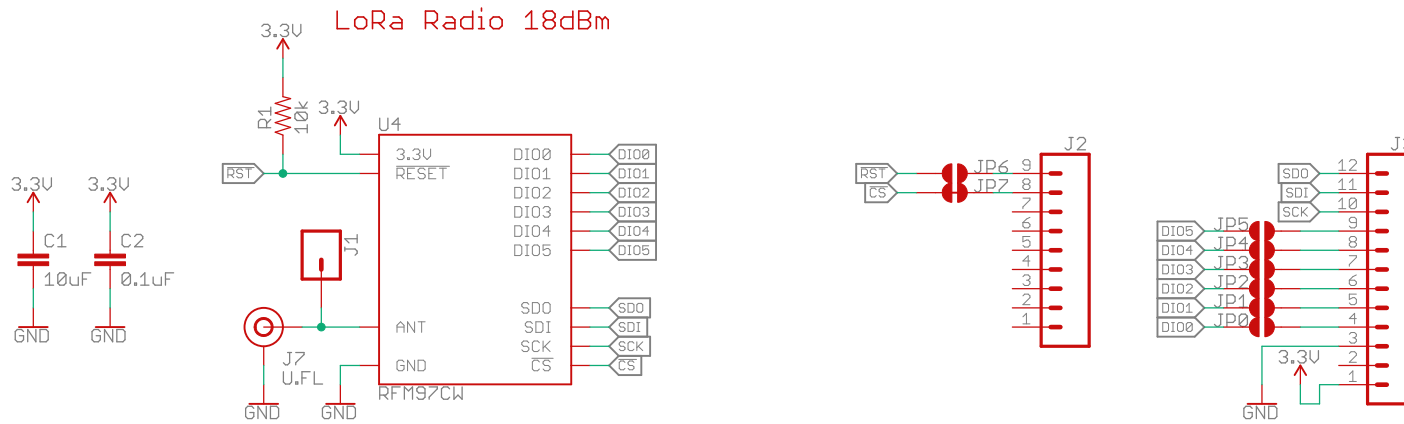 LoRa Radio 18dBm
3.3V
R1
10k
3.3V
U4
3.3V
RESET
DIO0
DIO1
DIO2
DIO3
DIO4
DIO5
SDO
SDI
SCK
CS
ANT
GND
RFM97CW
RST
DIO0
DIO1
DIO2
DIO3
DIO4
DIO5
SDO
SDI
SCK
CS
J1
J7
U.FL
GND
GND
3.3V
3.3V
C1
C2
10uF
0.1uF
GND
GND
J2
RST
CS
JP6
JP7
9
8
7
6
5
4
3
2
1
SDO
SDI
SCK
DIO5
DIO4
DIO3
DIO2
DIO1
DIO0
JP5
JP4
JP3
JP2
JP1
JP0
12
11
10
9
8
7
6
5
4
3
2
1
3.3V
GND